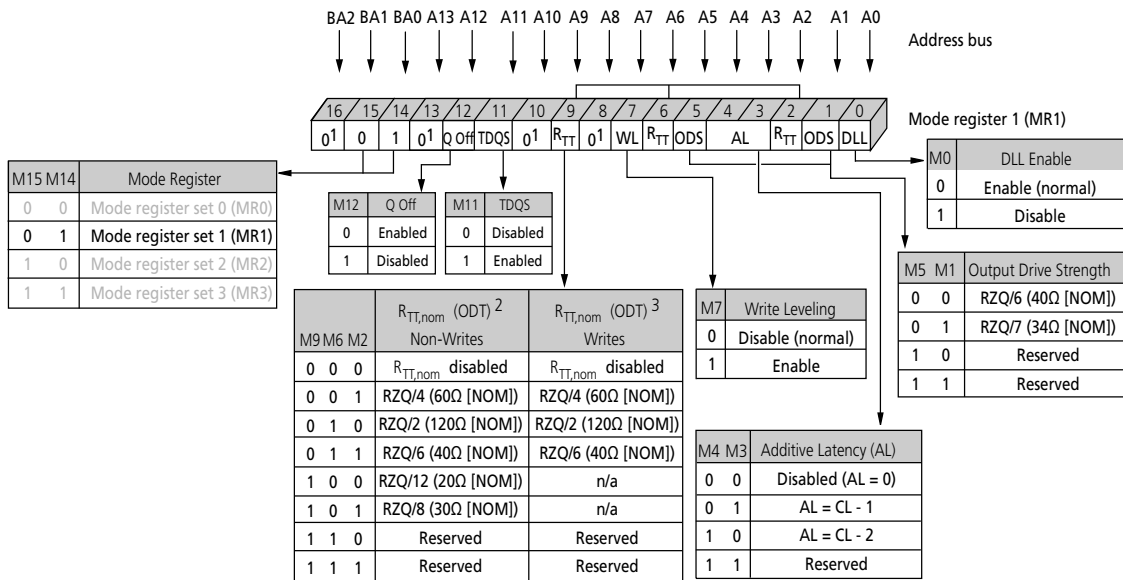 BA2 BA1 BA0 A13 A12 A11 A10 A9 A8 A7 A6 A5 A4 A3 A2 A1 A0
Address bus
16 15 14 13 12 11 10 9 8 7 6 5 4 3 2 1 0
Mode register 1 (MR1)
0¹ 0 1 0¹ Q Off TDQS 0¹ RTT 0¹ WL RTT ODS AL RTT ODS DLL
M15 M14 Mode Register
0 0 Mode register set 0 (MR0)
0 1 Mode register set 1 (MR1)
1 0 Mode register set 2 (MR2)
1 1 Mode register set 3 (MR3)
M12 Q Off
0 Enabled
1 Disabled
M11 TDQS
0 Disabled
1 Enabled
M0 DLL Enable
0 Enable (normal)
1 Disable
M5 M1 Output Drive Strength
0 0 RZQ/6 (40Ω [NOM])
0 1 RZQ/7 (34Ω [NOM])
1 0 Reserved
1 1 Reserved
M9 M6 M2 RTT,nom (ODT) 2 Non-Writes RTT,nom (ODT) 3 Writes
0 0 0 RTT,nom disabled RTT,nom disabled
0 0 1 RZQ/4 (60Ω [NOM]) RZQ/4 (60Ω [NOM])
0 1 0 RZQ/2 (120Ω [NOM]) RZQ/2 (120Ω [NOM])
0 1 1 RZQ/6 (40Ω [NOM]) RZQ/6 (40Ω [NOM])
1 0 0 RZQ/12 (20Ω [NOM]) n/a
1 0 1 RZQ/8 (30Ω [NOM]) n/a
1 1 0 Reserved Reserved
1 1 1 Reserved Reserved
M7 Write Leveling
0 Disable (normal)
1 Enable
M4 M3 Additive Latency (AL)
0 0 Disabled (AL = 0)
0 1 AL = CL - 1
1 0 AL = CL - 2
1 1 Reserved